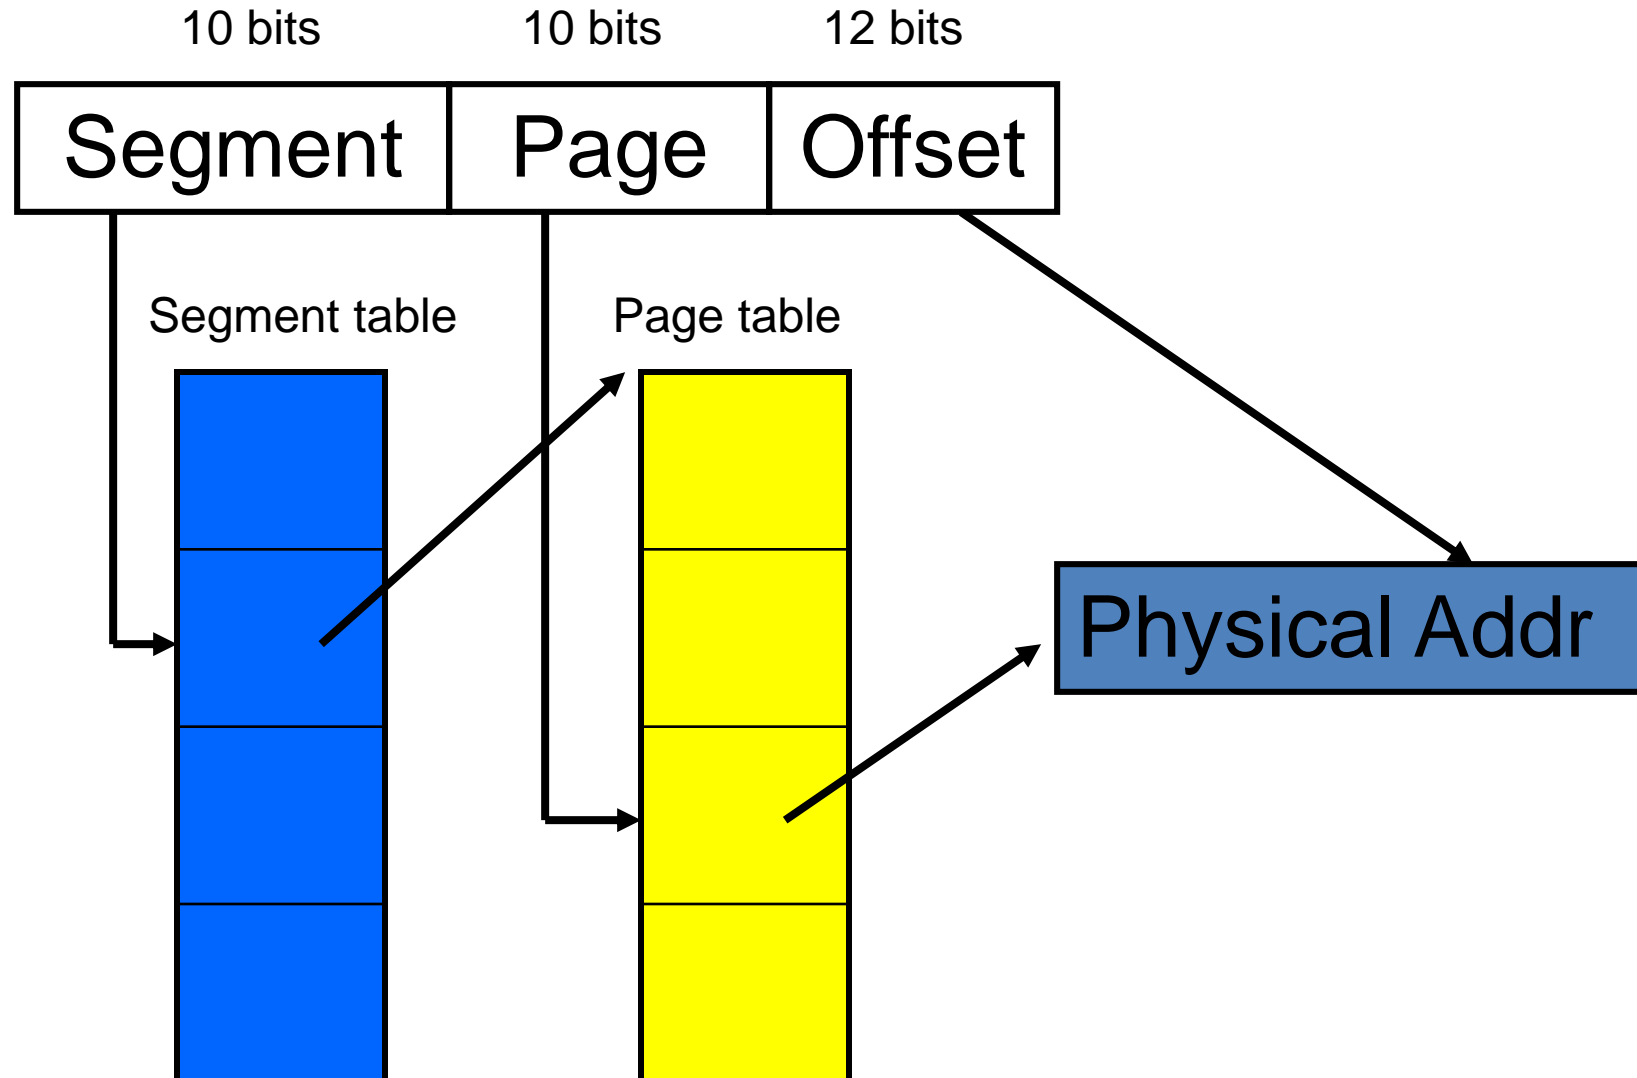 10 bits 10 bits 12 bits
Segment Page Offset
Segment table Page table
Physical Addr